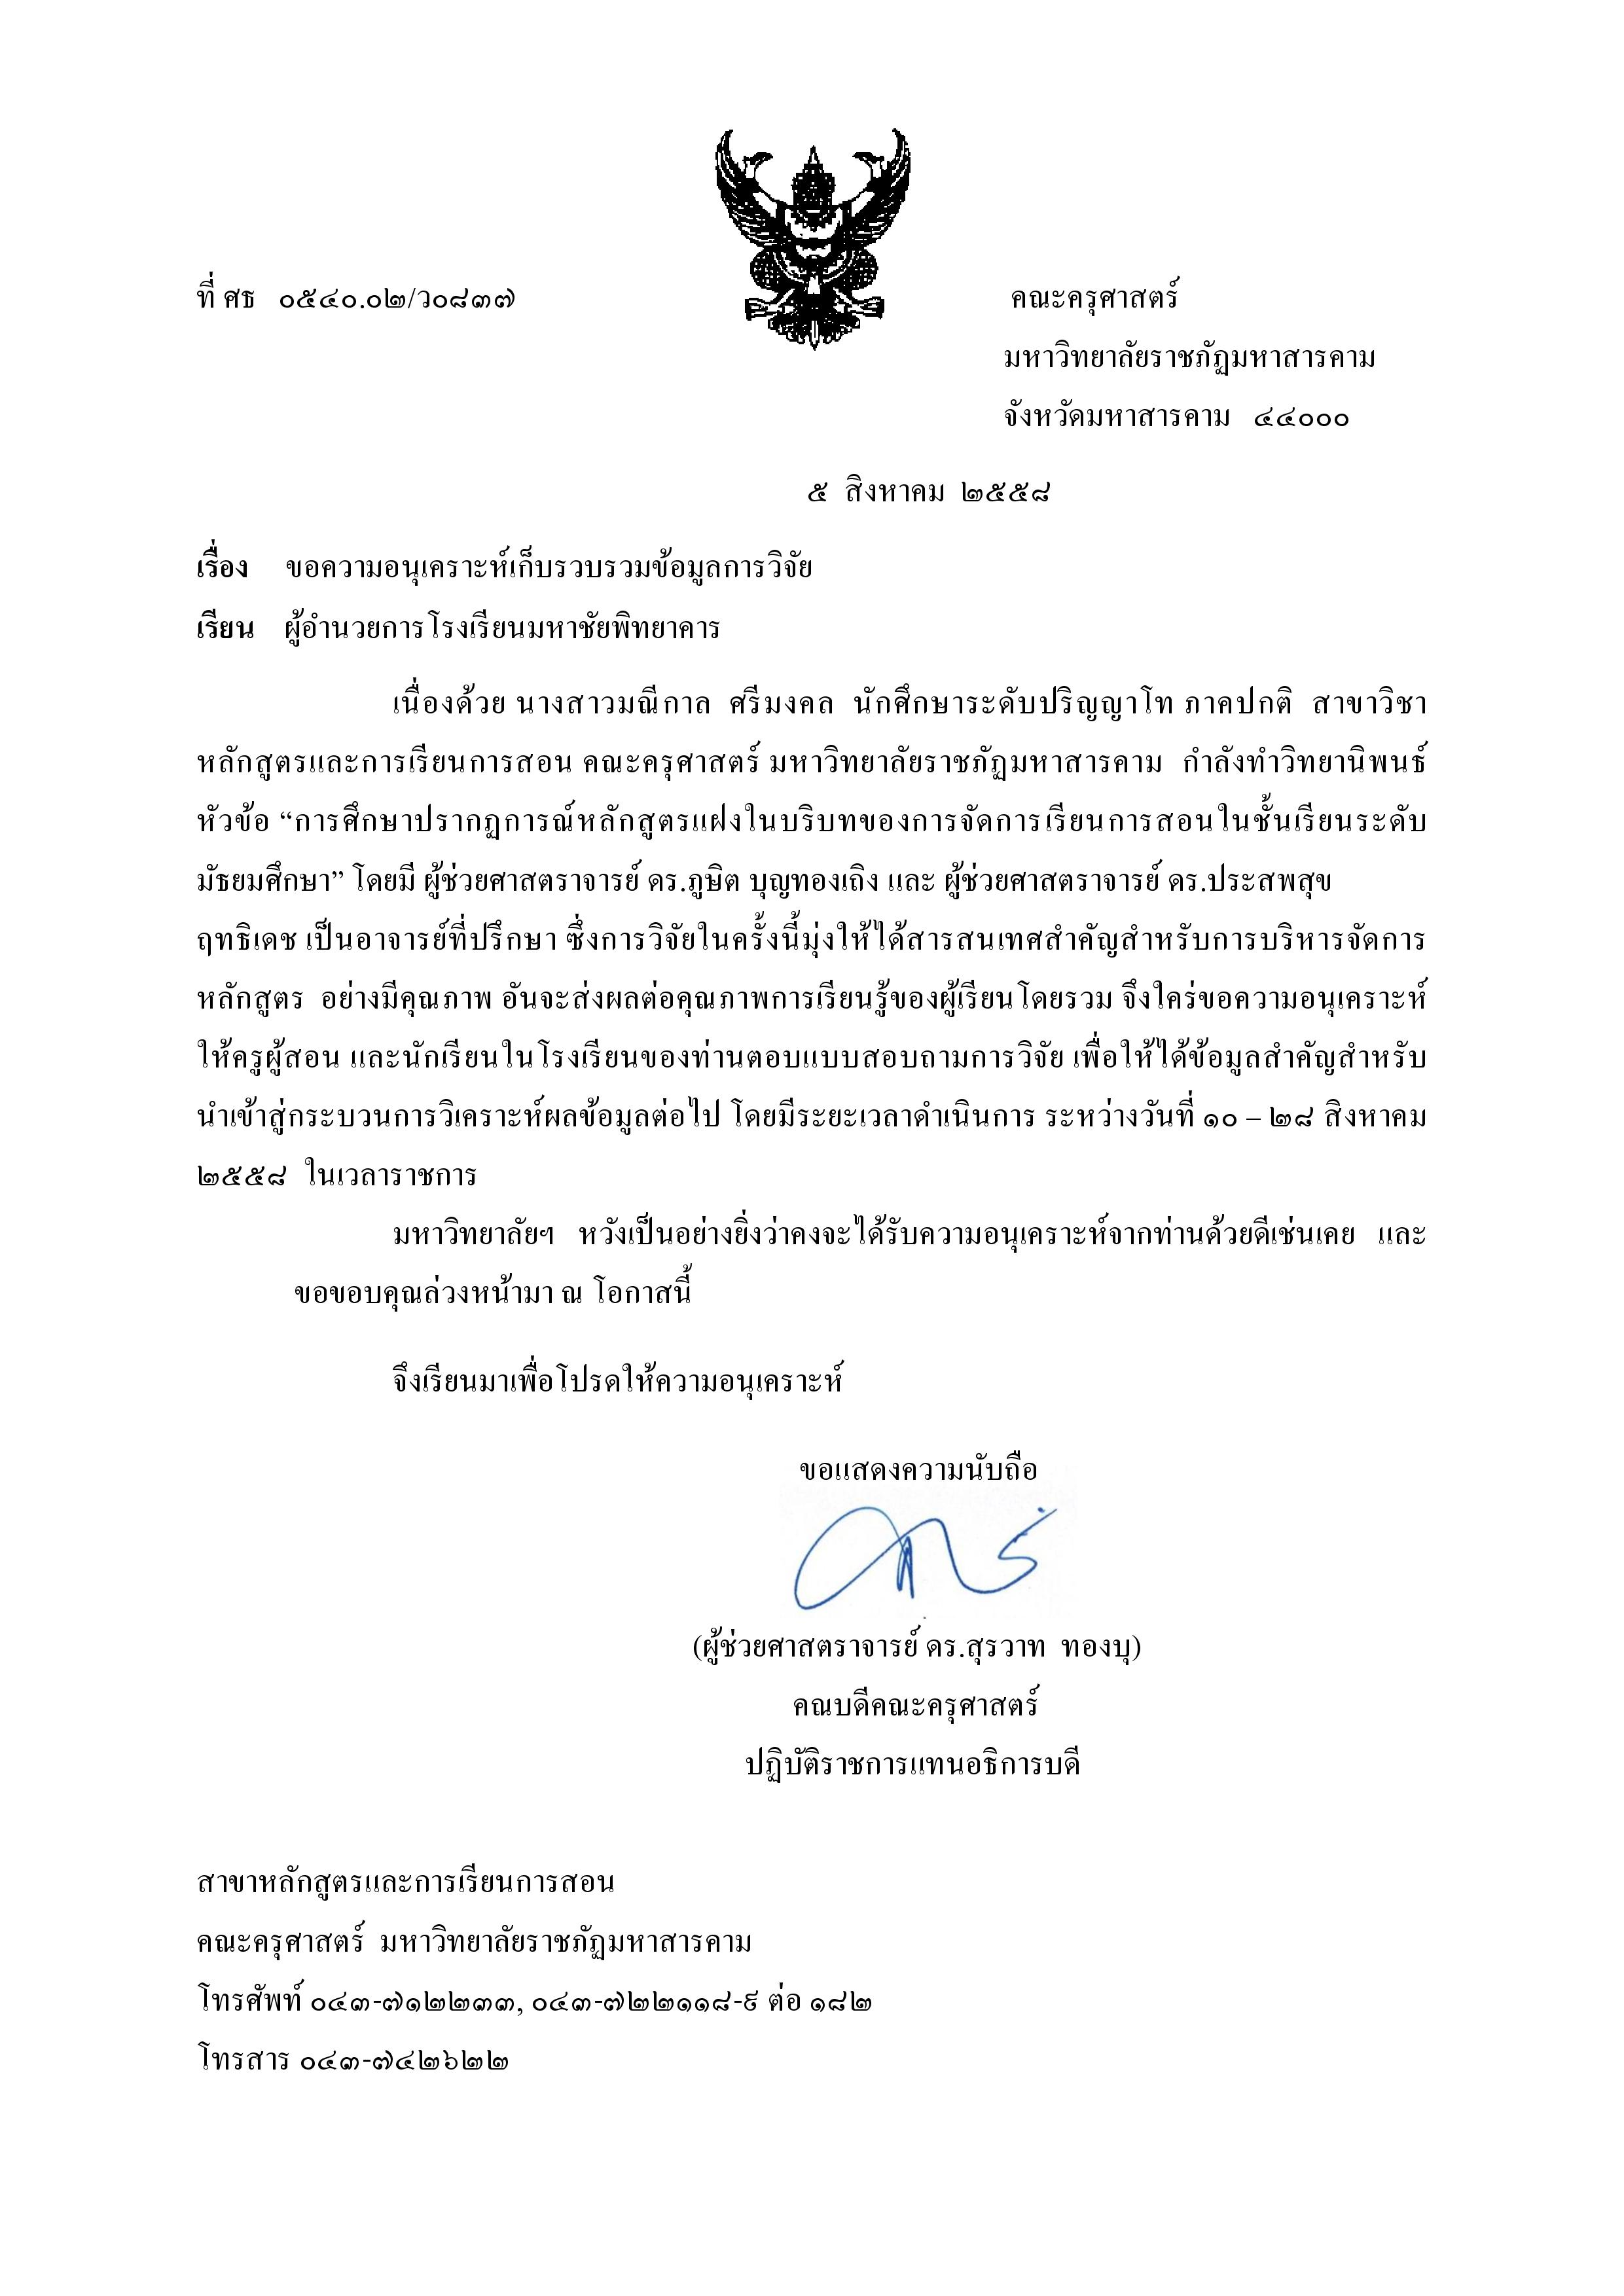 ที่ ศธ ๐๕๔๐.๐๒/ว๐๘๓๗
คณะครุศาสตร์
มหาวิทยาลัยราชภัฏมหาสารคาม
จังหวัดมหาสารคาม ๔๔๐๐๐
๕ สิงหาคม ๒๕๕๘
เรื่อง ขอความอนุเคราะห์เก็บรวบรวมข้อมูลการวิจัย
เรียน ผู้อำนวยการโรงเรียนมหาชัยพิทยาคาร
เนื่องด้วย นางสาวมณีกาล ศรีมงคล นักศึกษาระดับปริญญาโท ภาคปกติ สาขาวิชา
หลักสูตรและการเรียนการสอน คณะครุศาสตร์ มหาวิทยาลัยราชภัฏมหาสารคาม กำลังทำวิทยานิพนธ์
หัวข้อ “การศึกษาปรากฏการณ์หลักสูตรแฝงในบริบทของการจัดการเรียนการสอนในชั้นเรียนระดับ
มัธยมศึกษา” โดยมี ผู้ช่วยศาสตราจารย์ ดร.ภูษิต บุญทองเถิง และ ผู้ช่วยศาสตราจารย์ ดร.ประสพสุข
ฤทธิเดช เป็นอาจารย์ที่ปรึกษา ซึ่งการวิจัยในครั้งนี้มุ่งให้ได้สารสนเทศสำคัญสำหรับการบริหารจัดการ
หลักสูตร อย่างมีคุณภาพ อันจะส่งผลต่อคุณภาพการเรียนรู้ของผู้เรียนโดยรวม จึงใคร่ขอความอนุเคราะห์
ให้ครูผู้สอน และนักเรียนในโรงเรียนของท่านตอบแบบสอบถามการวิจัย เพื่อให้ได้ข้อมูลสำคัญสำหรับ
นำเข้าสู่กระบวนการวิเคราะห์ผลข้อมูลต่อไป โดยมีระยะเวลาดำเนินการ ระหว่างวันที่ ๑๐ – ๒๘ สิงหาคม
๒๕๕๘ ในเวลาราชการ
มหาวิทยาลัยฯ หวังเป็นอย่างยิ่งว่าคงจะได้รับความอนุเคราะห์จากท่านด้วยดีเช่นเคย และ
ขอขอบคุณล่วงหน้ามา ณ โอกาสนี้
จึงเรียนมาเพื่อโปรดให้ความอนุเคราะห์
ขอแสดงความนับถือ
(ผู้ช่วยศาสตราจารย์ ดร.สุรวาท ทองบุ)
คณบดีคณะครุศาสตร์
ปฏิบัติราชการแทนอธิการบดี
สาขาหลักสูตรและการเรียนการสอน
คณะครุศาสตร์ มหาวิทยาลัยราชภัฏมหาสารคาม
โทรศัพท์ ๐๔๓-๗๑๒๒๓๓, ๐๔๓-๗๒๒๑๑๘-๙ ต่อ ๑๘๒
โทรสาร ๐๔๓-๗๔๒๖๒๒